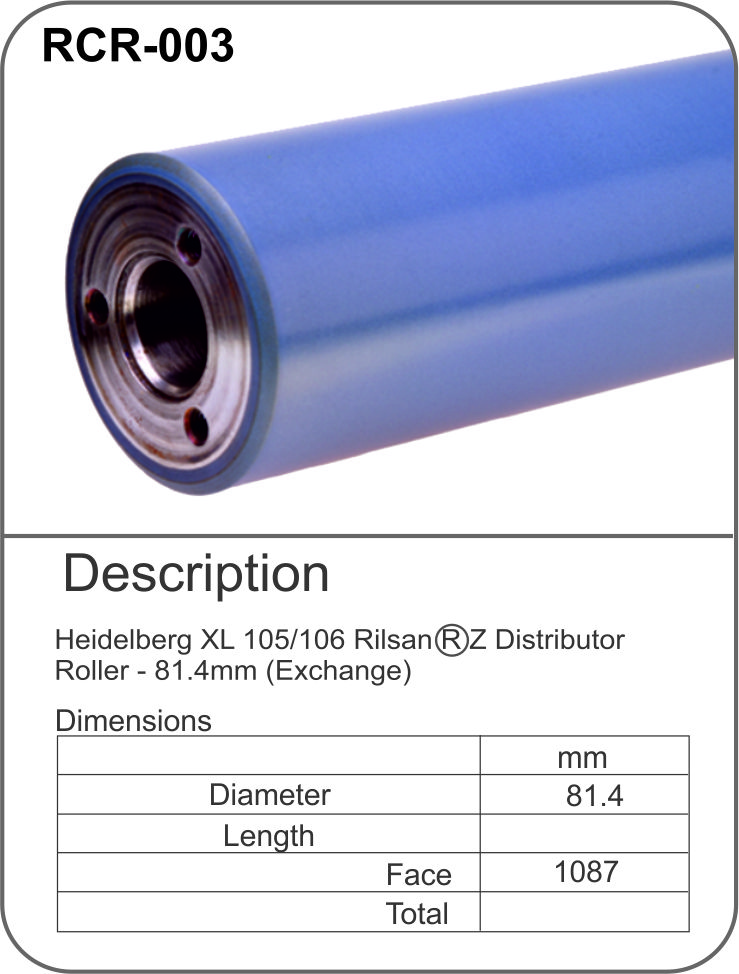 RCR-003
Description
Heidelberg XL 105/106 Rilsan®Z Distributor
Roller - 81.4mm (Exchange)
Dimensions
mm
Diameter 81.4
Length
Face 1087
Total